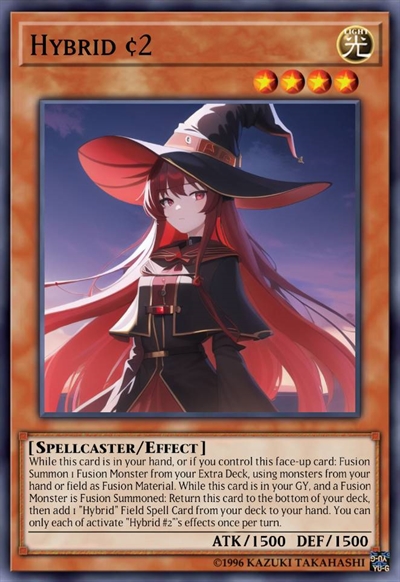 HYBRID ¢2
LIGHT
光
[SPELLCASTER/EFFECT]
While this card is in your hand, or if you control this face-up card: Fusion
Summon 1 Fusion Monster from your Extra Deck, using monsters from your
hand or field as Fusion Material. While this card is in your GY, and a Fusion
Monster is Fusion Summoned: Return this card to the bottom of your deck,
then add 1 "Hybrid" Field Spell Card from your deck to your hand. You can
only each of activate "Hybrid #2"'s effects once per turn.
ATK/1500 DEF/1500
©1996 KAZUKI TAKAHASHI